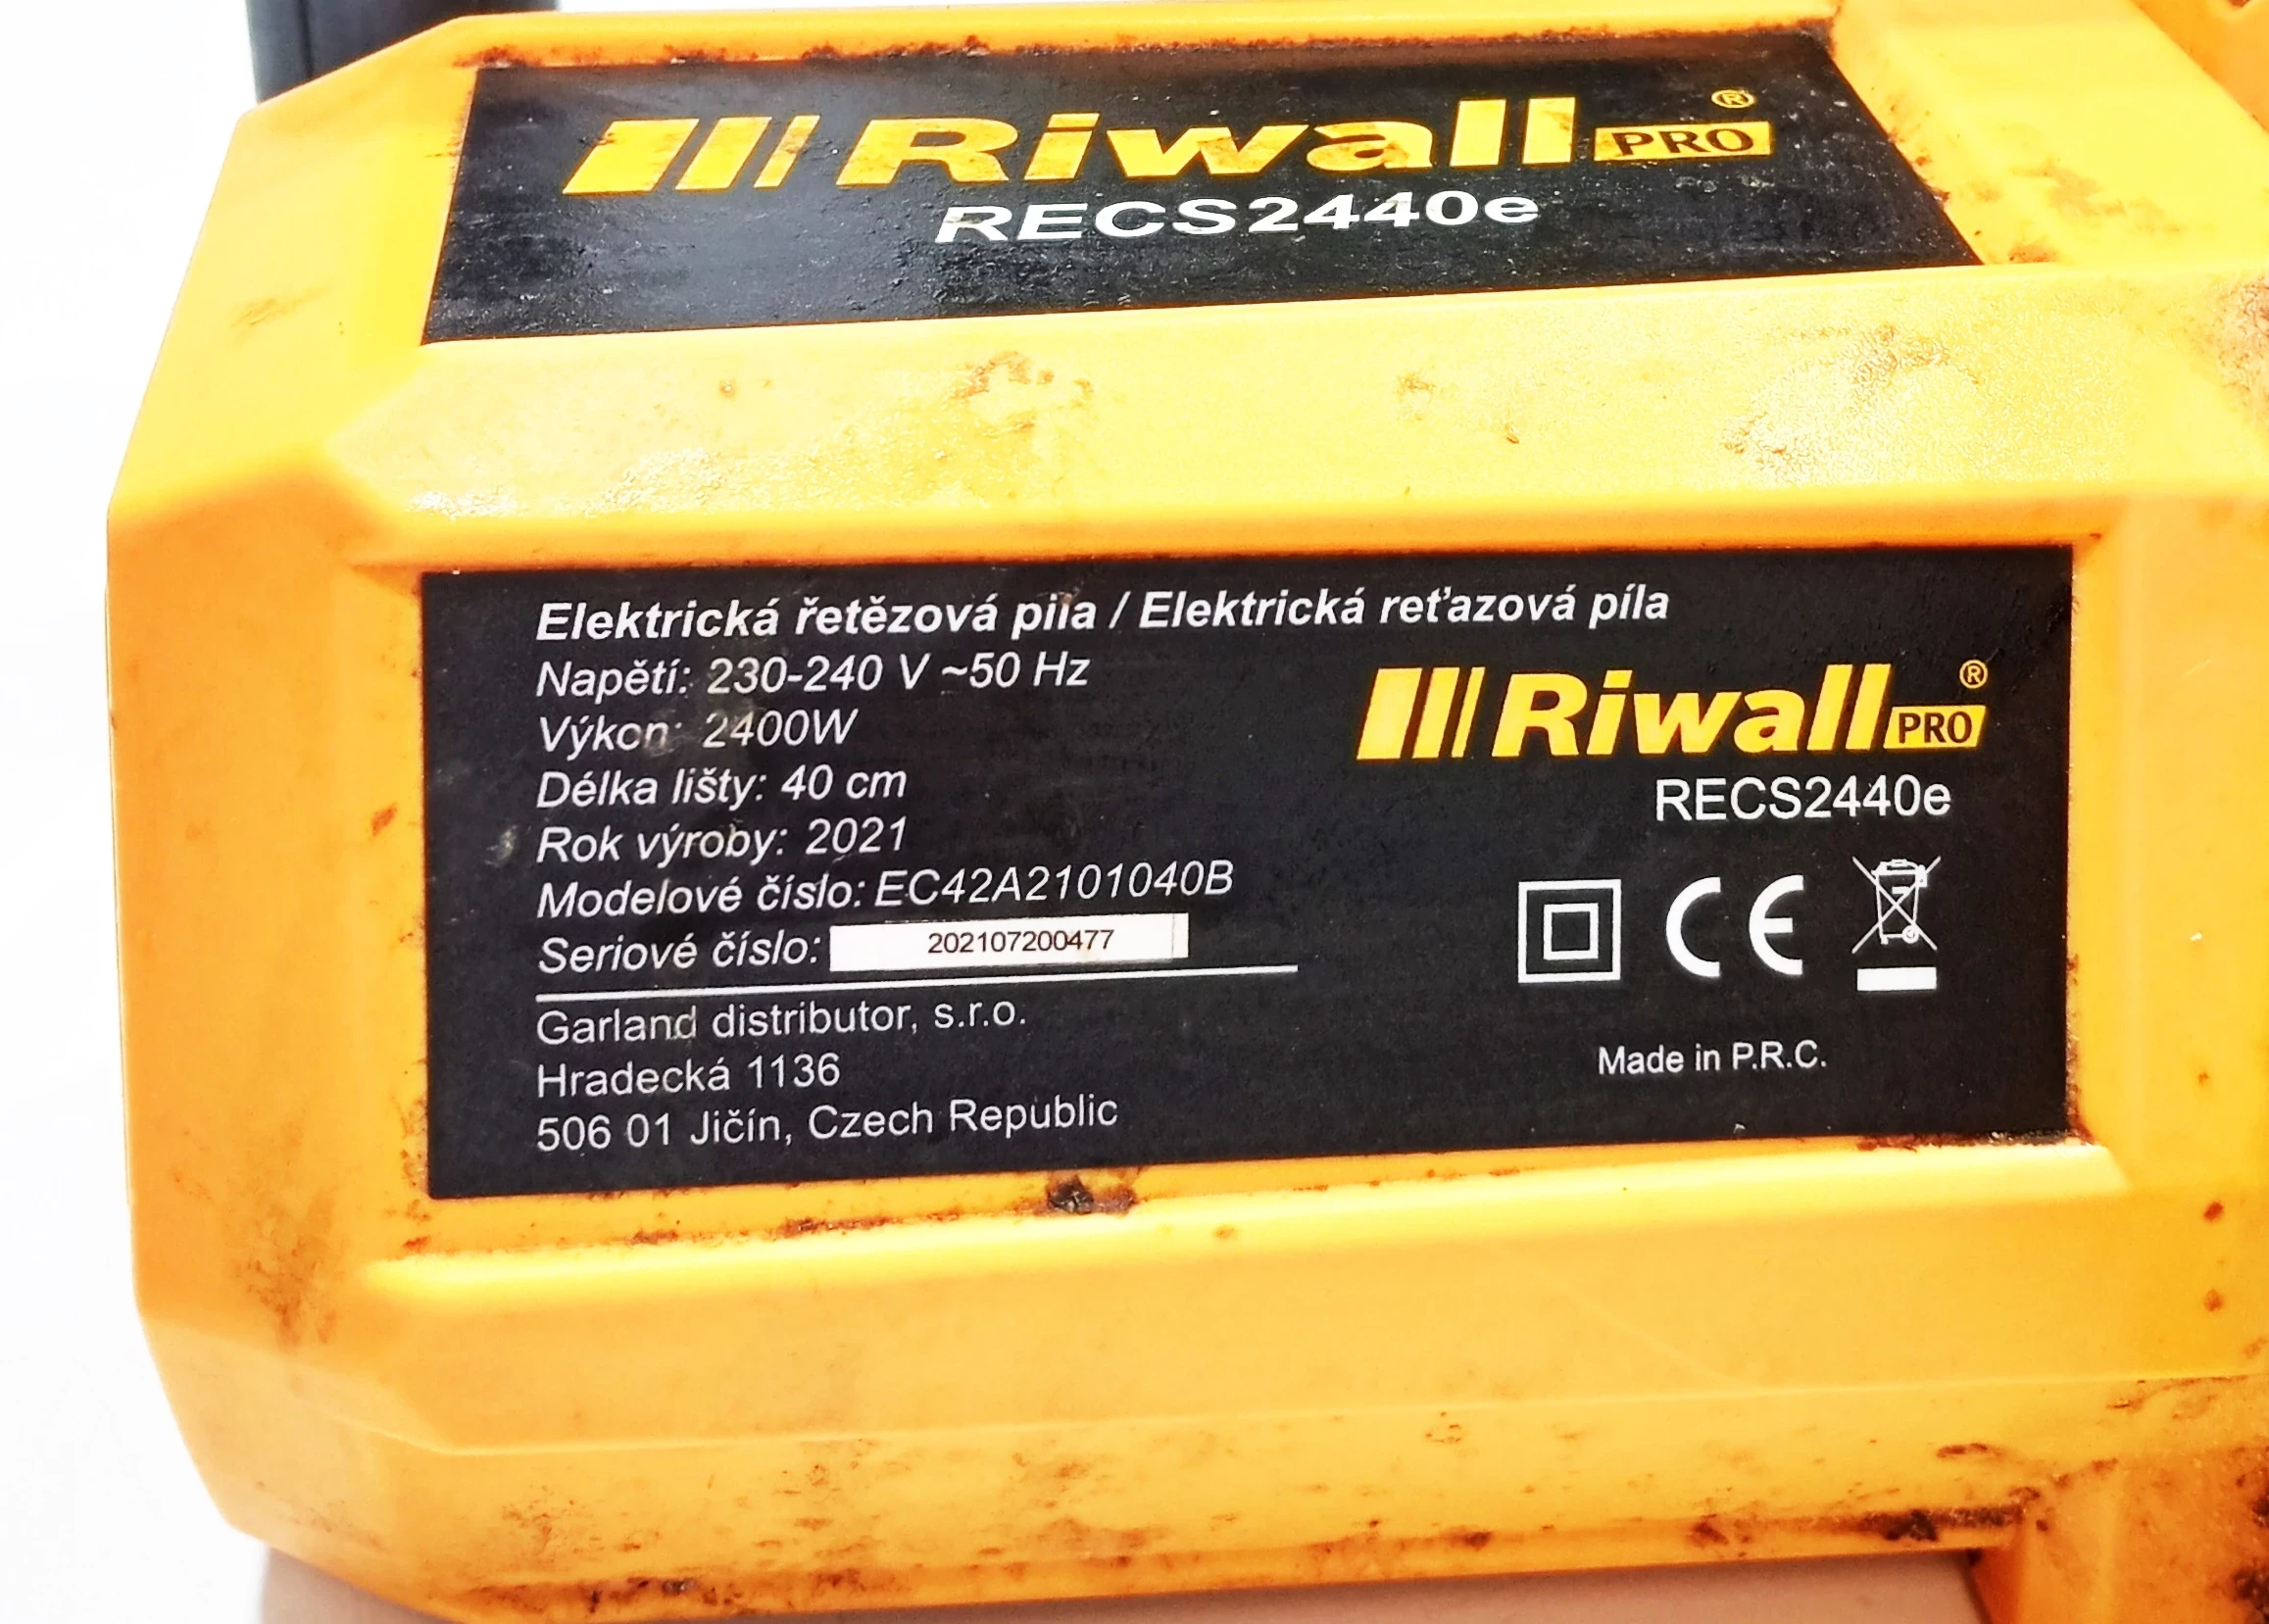 Riwall PRO ®
RECS2440e
Elektrická řetězová pila / Elektrická reťazová píla
Napětí: 230-240 V ~50 Hz
Výkon: 2400W
Délka lišty: 40 cm
Rok výroby: 2021
Modelové číslo: EC42A2101040B
Seriové číslo: 202107200477
Garland distributor, s.r.o.
Hradecká 1136
506 01 Jičín, Czech Republic
Riwall PRO ®
RECS2440e
CE
Made in P.R.C.